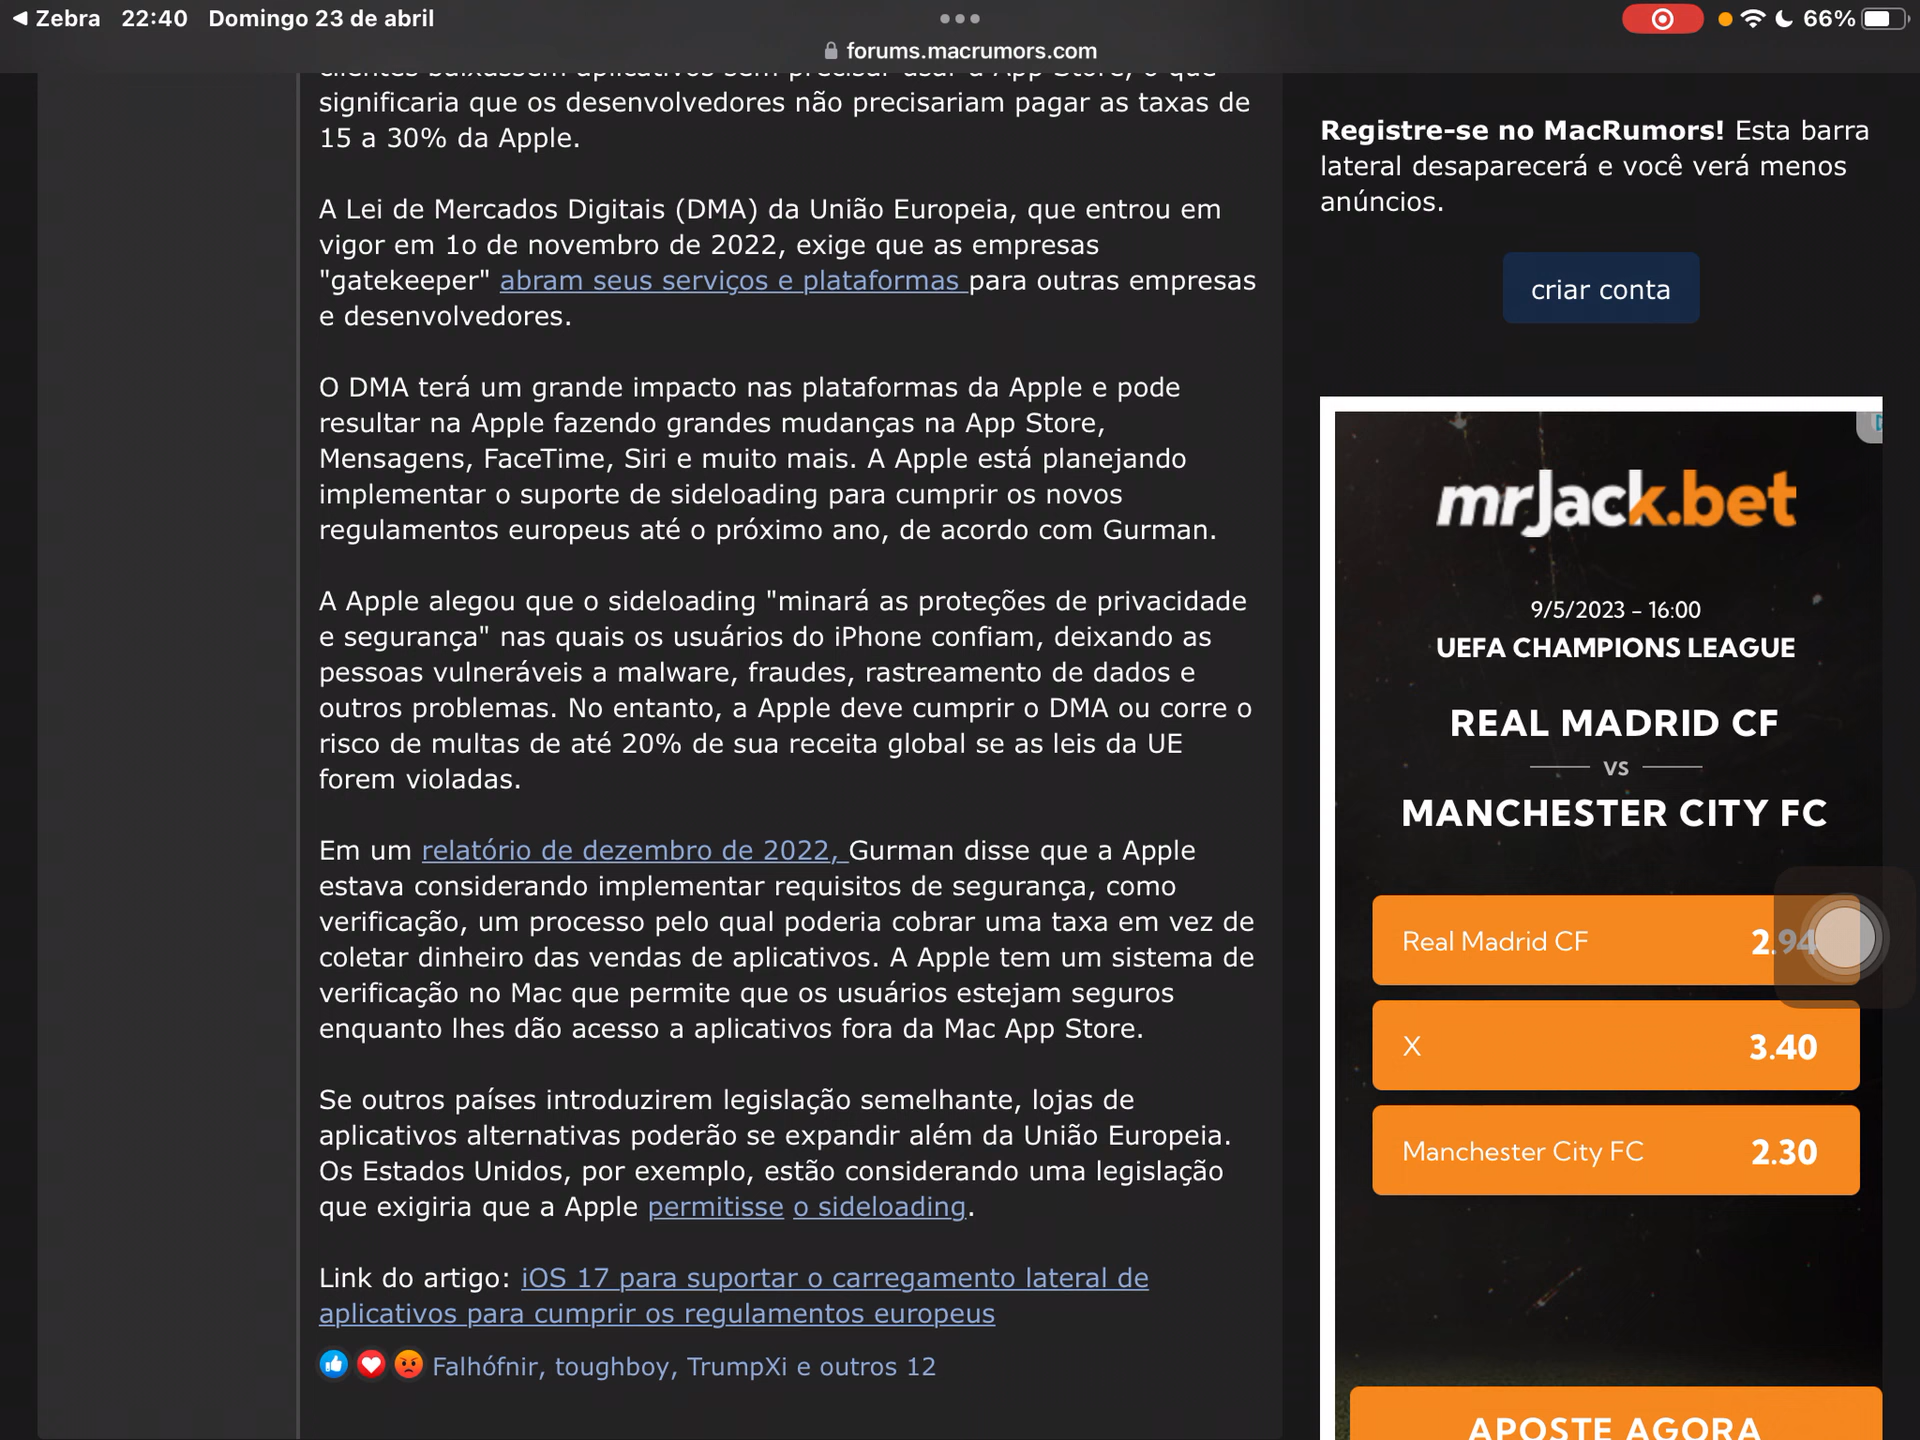 Zebra 22:40 Domingo 23 de abril
66%
forums.macrumors.com
clientes baixassem aplicativos sem precisar usar a App Store, o que
significaria que os desenvolvedores não precisariam pagar as taxas de
15 a 30% da Apple.
A Lei de Mercados Digitais (DMA) da União Europeia, que entrou em
vigor em 1o de novembro de 2022, exige que as empresas
"gatekeeper" abram seus serviços e plataformas para outras empresas
e desenvolvedores.
O DMA terá um grande impacto nas plataformas da Apple e pode
resultar na Apple fazendo grandes mudanças na App Store,
Mensagens, FaceTime, Siri e muito mais. A Apple está planejando
implementar o suporte de sideloading para cumprir os novos
regulamentos europeus até o próximo ano, de acordo com Gurman.
A Apple alegou que o sideloading "minará as proteções de privacidade
e segurança" nas quais os usuários do iPhone confiam, deixando as
pessoas vulneráveis a malware, fraudes, rastreamento de dados e
outros problemas. No entanto, a Apple deve cumprir o DMA ou corre o
risco de multas de até 20% de sua receita global se as leis da UE
forem violadas.
Em um relatório de dezembro de 2022, Gurman disse que a Apple
estava considerando implementar requisitos de segurança, como
verificação, um processo pelo qual poderia cobrar uma taxa em vez de
coletar dinheiro das vendas de aplicativos. A Apple tem um sistema de
verificação no Mac que permite que os usuários estejam seguros
enquanto lhes dão acesso a aplicativos fora da Mac App Store.
Se outros países introduzirem legislação semelhante, lojas de
aplicativos alternativas poderão se expandir além da União Europeia.
Os Estados Unidos, por exemplo, estão considerando uma legislação
que exigiria que a Apple permitisse o sideloading.
Link do artigo: iOS 17 para suportar o carregamento lateral de
aplicativos para cumprir os regulamentos europeus
Falhófnir, toughboy, TrumpXi e outros 12
Registre-se no MacRumors! Esta barra
lateral desaparecerá e você verá menos
anúncios.
criar conta
mrJack.bet
9/5/2023 - 16:00
UEFA CHAMPIONS LEAGUE
REAL MADRID CF
VS
MANCHESTER CITY FC
Real Madrid CF 2.94
X 3.40
Manchester City FC 2.30
APOSTE AGORA